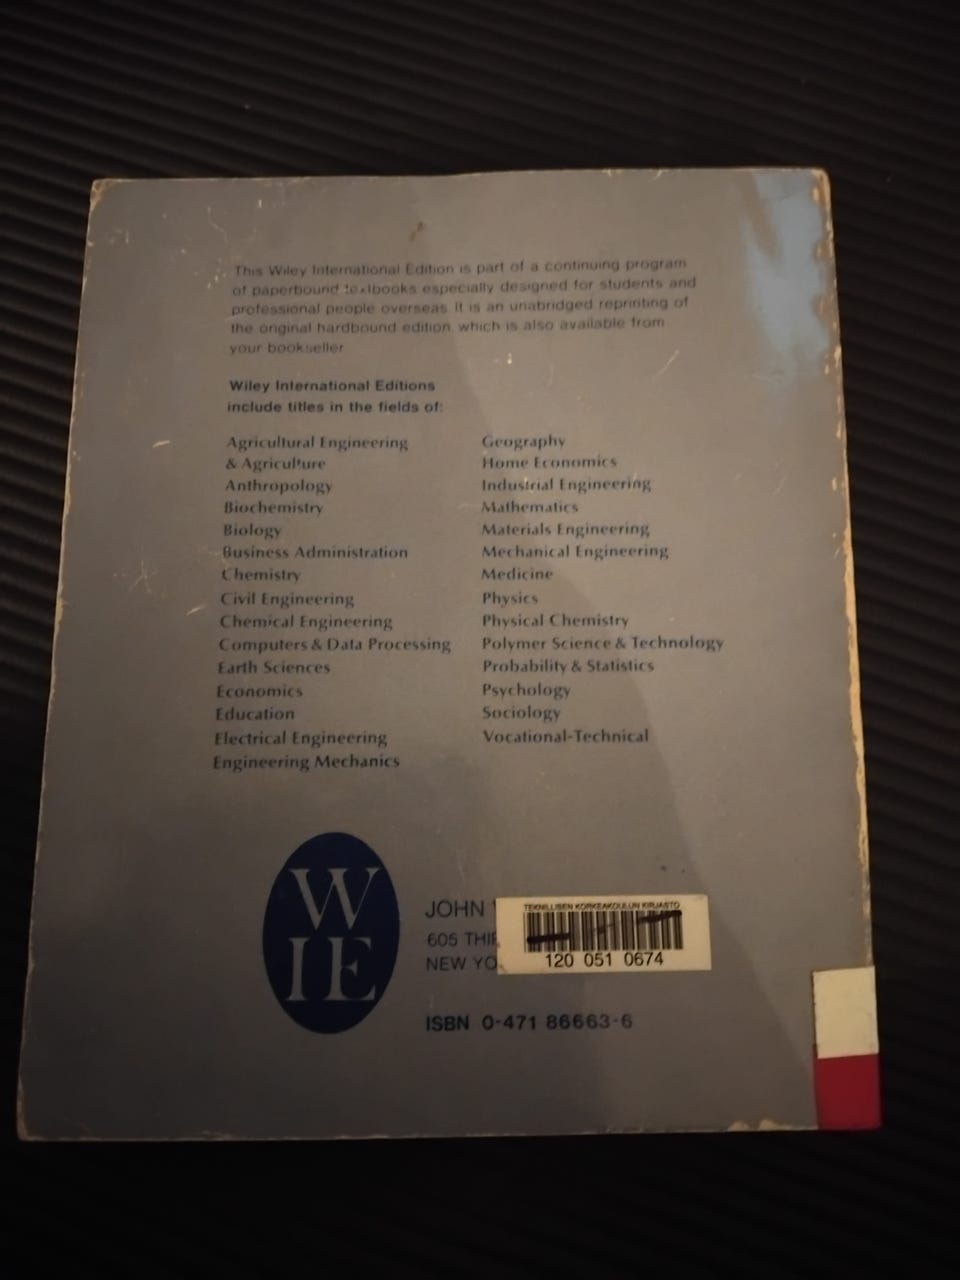 This Wiley International Edition is part of a continuing program
of paperbound textbooks especially designed for students and
professional people overseas. It is an unabridged reprinting of
the original hardbound edition, which is also available from
your bookseller
Wiley International Editions
include titles in the fields of:
Agricultural Engineering
& Agriculture
Anthropology
Biochemistry
Biology
Business Administration
Chemistry
Civil Engineering
Chemical Engineering
Computers & Data Processing
Earth Sciences
Economics
Education
Electrical Engineering
Engineering Mechanics
Geography
Home Economics
Industrial Engineering
Mathematics
Materials Engineering
Mechanical Engineering
Medicine
Physics
Physical Chemistry
Polymer Science & Technology
Probability & Statistics
Psychology
Sociology
Vocational-Technical
W
IE
JOHN
605 THI
NEW YO
TEKNILLISEN KORKEAKOULUN KIRJASTO
120 051 0674
ISBN 0-471 86663-6